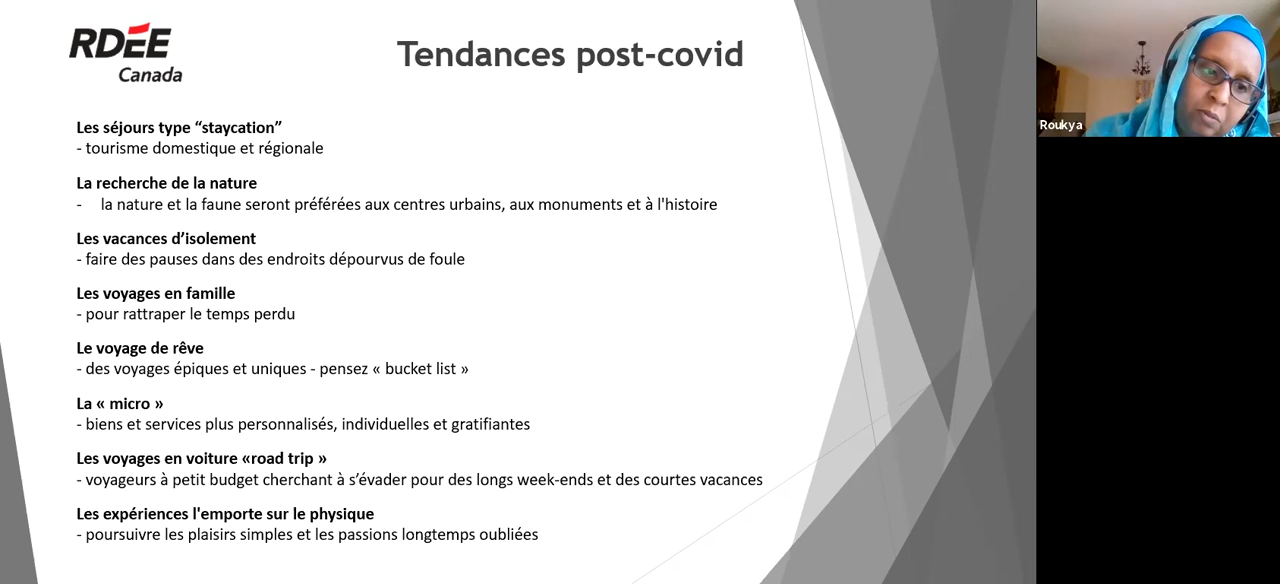 RDÉE
Canada
Tendances post-covid
Les séjours type “staycation”
- tourisme domestique et régionale
La recherche de la nature
- la nature et la faune seront préférées aux centres urbains, aux monuments et à l'histoire
Les vacances d’isolement
- faire des pauses dans des endroits dépourvus de foule
Les voyages en famille
- pour rattraper le temps perdu
Le voyage de rêve
- des voyages épiques et uniques - pensez « bucket list »
La « micro »
- biens et services plus personnalisés, individuelles et gratifiantes
Les voyages en voiture «road trip »
- voyageurs à petit budget cherchant à s’évader pour des longs week-ends et des courtes vacances
Les expériences l'emporte sur le physique
- poursuivre les plaisirs simples et les passions longtemps oubliées
Roukya